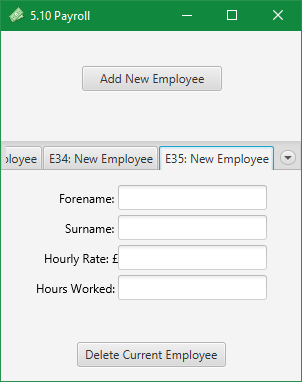 5.10 Payroll
Add New Employee
ployee E34: New Employee E35: New Employee
Forename:
Surname:
Hourly Rate: £
Hours Worked:
Delete Current Employee